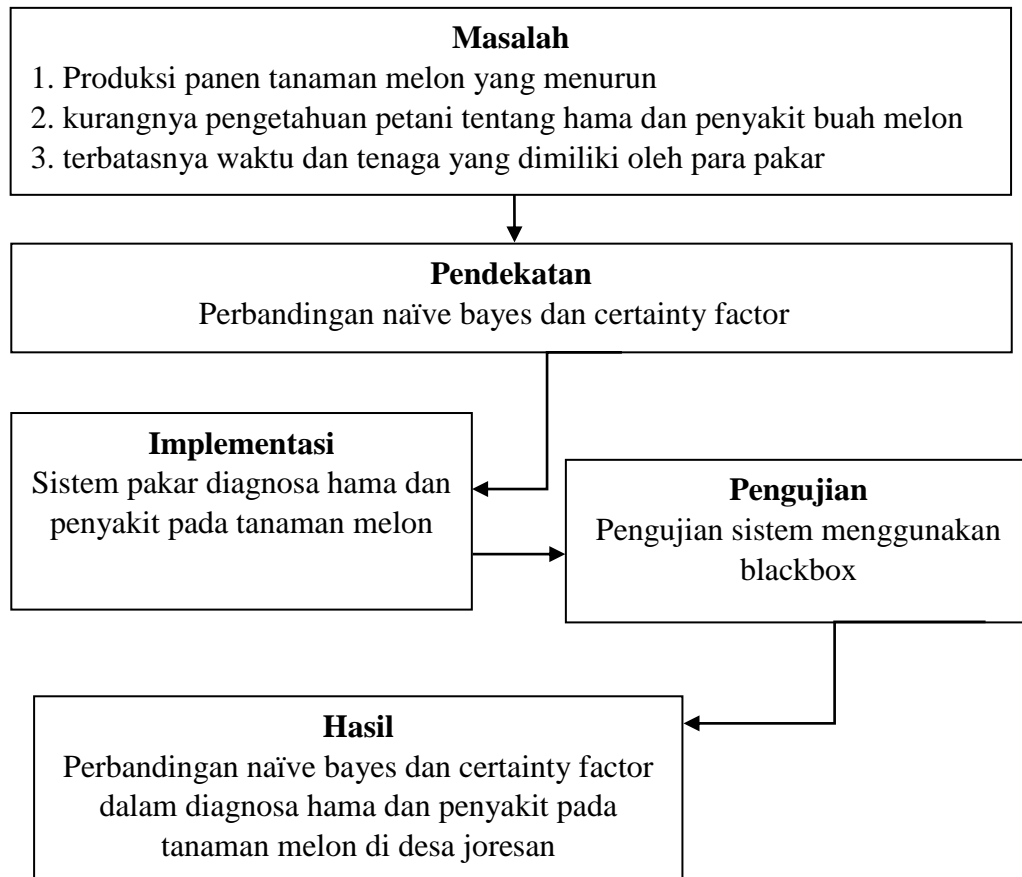 Masalah
1. Produksi panen tanaman melon yang menurun
2. kurangnya pengetahuan petani tentang hama dan penyakit buah melon
3. terbatasnya waktu dan tenaga yang dimiliki oleh para pakar
Pendekatan
Perbandingan naïve bayes dan certainty factor
Implementasi
Sistem pakar diagnosa hama dan
penyakit pada tanaman melon
Pengujian
Pengujian sistem menggunakan
blackbox
Hasil
Perbandingan naïve bayes dan certainty factor
dalam diagnosa hama dan penyakit pada
tanaman melon di desa joresan